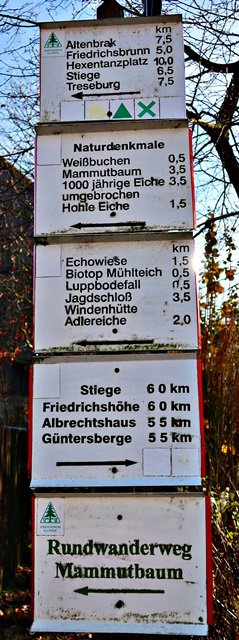 km
Altenbrak 7,5
Friedrichsbrunn 5,0
Hexentanzplatz 10,0
Stiege 6,5
Treseburg 7,5
Naturdenkmale
Weißbuchen 0,5
Mammutbaum 3,5
1000 jährige Eiche 3,5
umgebrochen
Hohle Eiche 1,5
km
Echowiese 1,5
Biotop Mühlteich 0,5
Luppbodefall 0,5
Jagdschloß 3,5
Windenhütte
Adlereiche 2,0
Stiege 6 0 km
Friedrichshöhe 6 0 km
Albrechtshaus 5 5 km
Güntersberge 5 5 km
Rundwanderweg
Mammutbaum